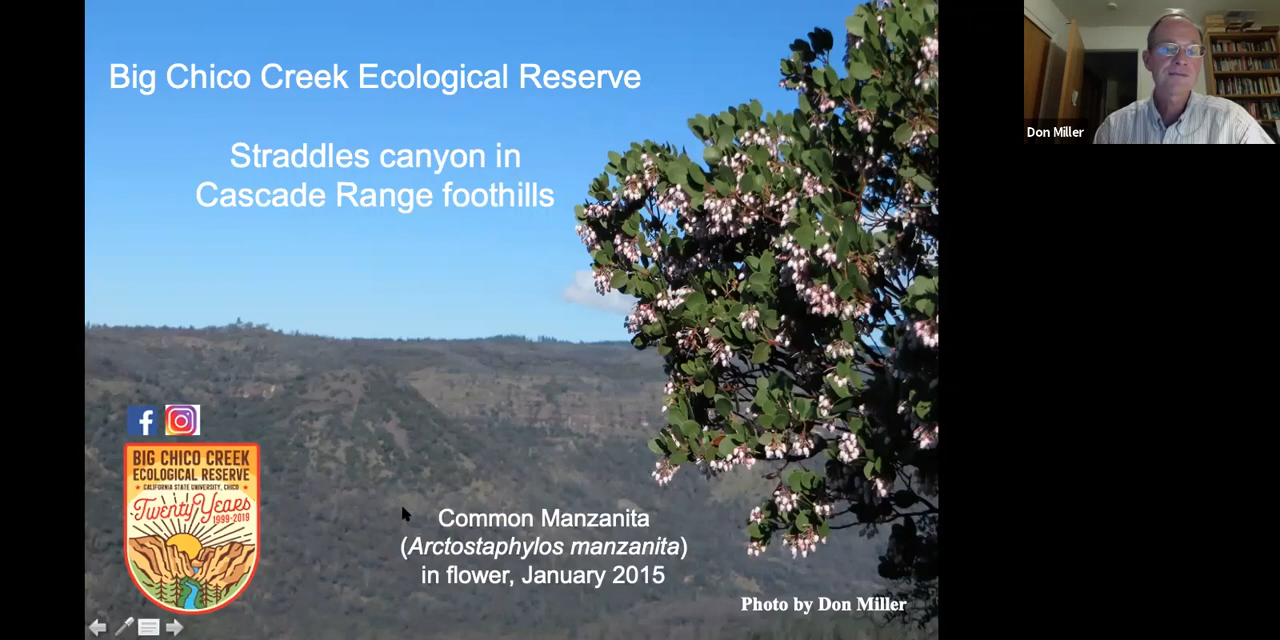 Big Chico Creek Ecological Reserve
Straddles canyon in
Cascade Range foothills
Don Miller
BIG CHICO CREEK
ECOLOGICAL RESERVE
CALIFORNIA STATE UNIVERSITY, CHICO
Twenty Years
1999-2019
Common Manzanita
(Arctostaphylos manzanita)
in flower, January 2015
Photo by Don Miller